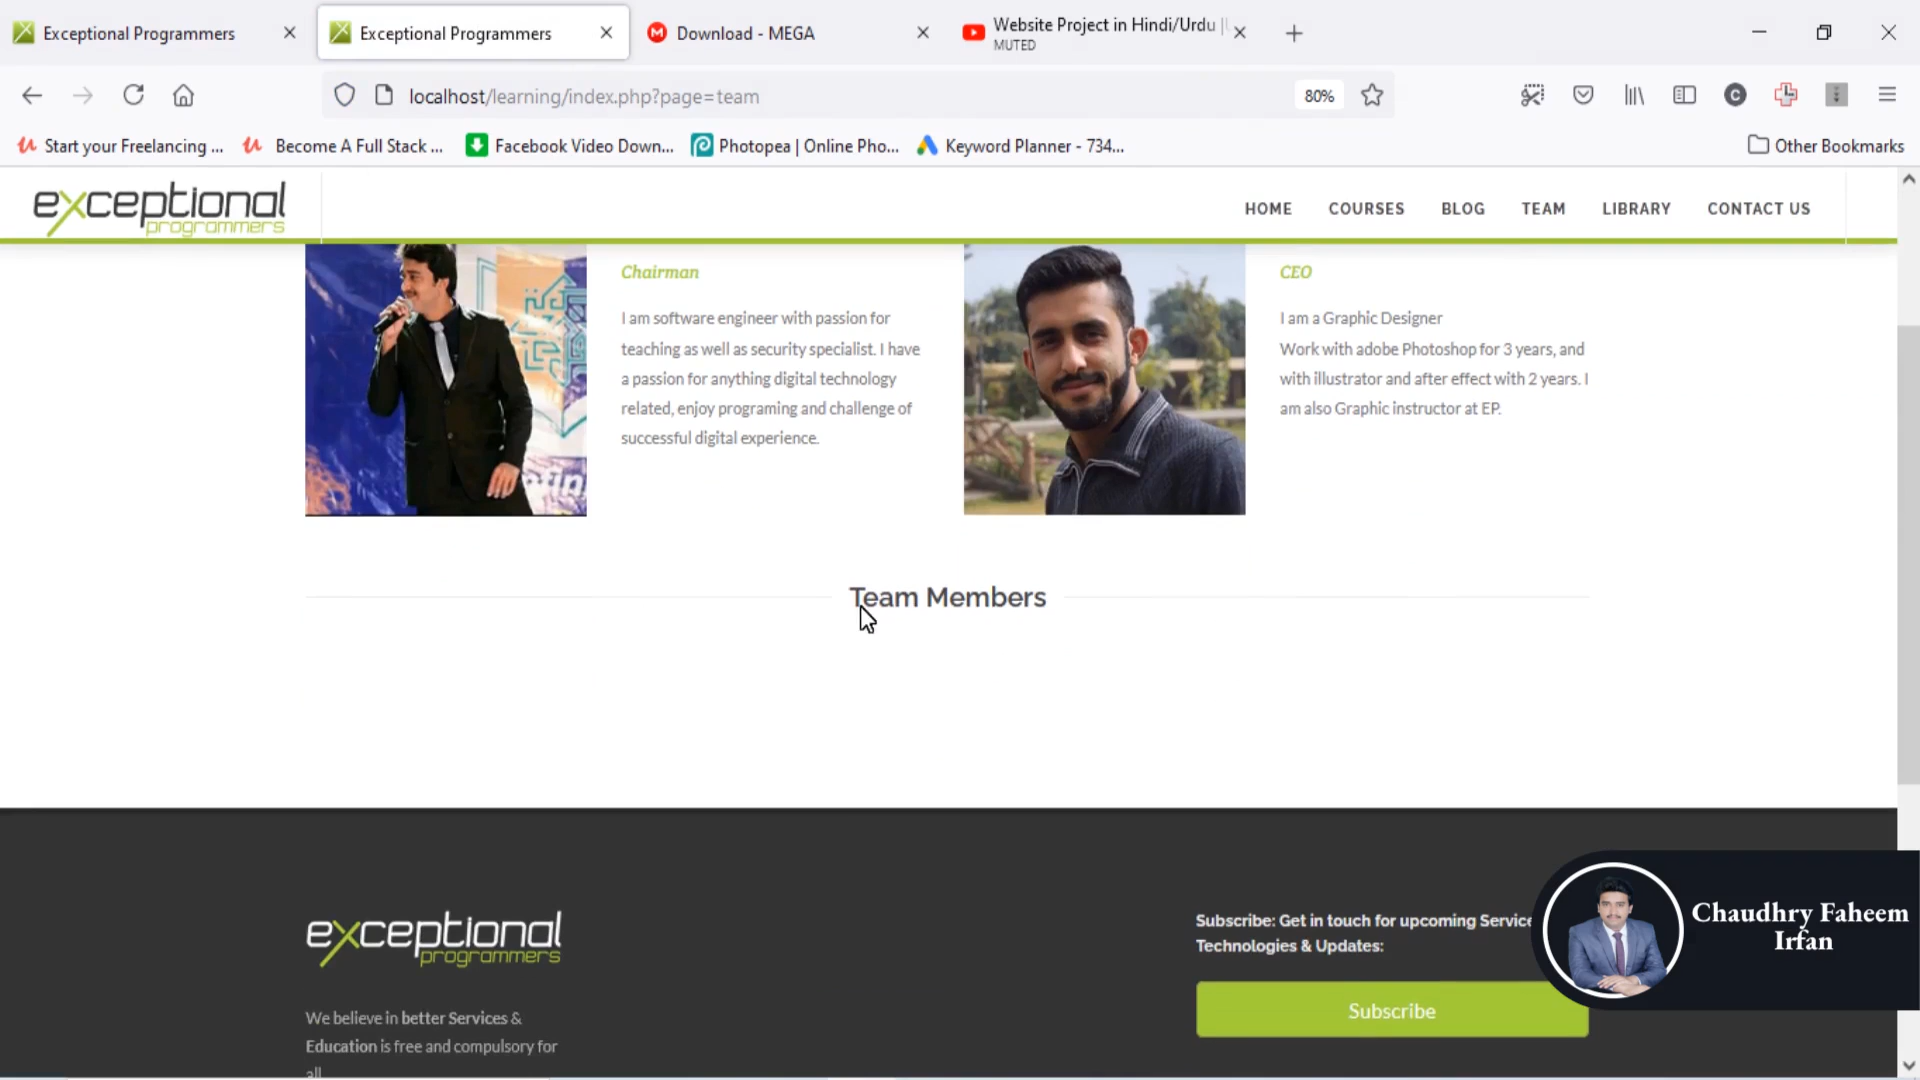 Exceptional Programmers
Exceptional Programmers
Download - MEGA
Website Project in Hindi/Urdu |
MUTED
localhost/learning/index.php?page=team
80%
Start your Freelancing ...
Become A Full Stack ...
Facebook Video Down...
Photopea | Online Pho...
Keyword Planner - 734...
Other Bookmarks
exceptional
programmers
HOME
COURSES
BLOG
TEAM
LIBRARY
CONTACT US
Chairman
I am software engineer with passion for
teaching as well as security specialist. I have
a passion for anything digital technology
related, enjoy programing and challenge of
successful digital experience.
CEO
I am a Graphic Designer
Work with adobe Photoshop for 3 years, and
with illustrator and after effect with 2 years. I
am also Graphic instructor at EP.
Team Members
exceptional
programmers
We believe in better Services &
Education is free and compulsory for
all
Subscribe: Get in touch for upcoming Service
Technologies & Updates:
Subscribe
Chaudhry Faheem
Irfan